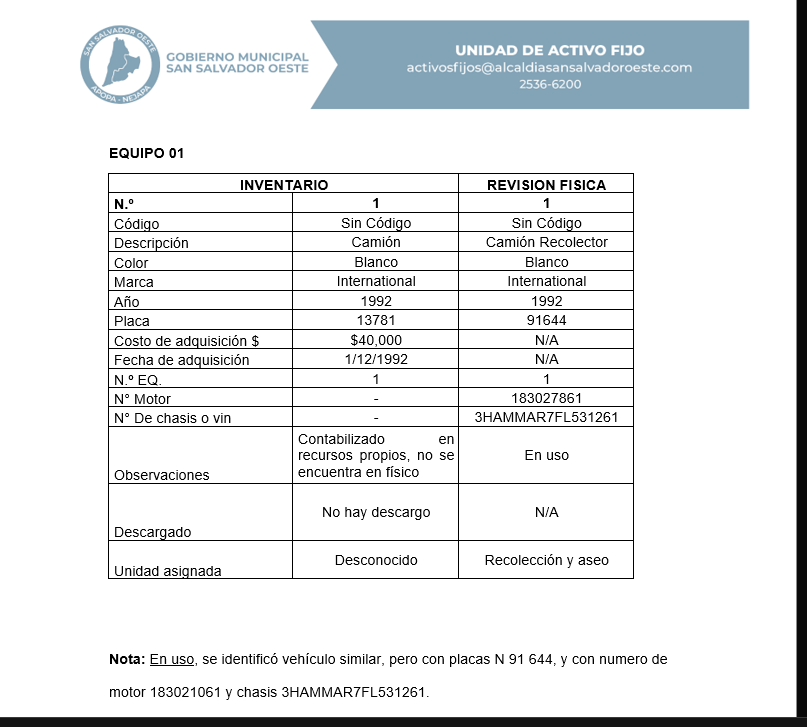 SAN SALVADOR OESTE
APOPA - NEJAPA
GOBIERNO MUNICIPAL
SAN SALVADOR OESTE
UNIDAD DE ACTIVO FIJO
activosfijos@alcaldiasansalvadoroeste.com
2536-6200
EQUIPO 01
INVENTARIO REVISION FISICA
N.º 1 1
Código Sin Código Sin Código
Descripción Camión Camión Recolector
Color Blanco Blanco
Marca International International
Año 1992 1992
Placa 13781 91644
Costo de adquisición $ $40,000 N/A
Fecha de adquisición 1/12/1992 N/A
N.º EQ. 1 1
N° Motor - 183027861
N° De chasis o vin - 3HAMMAR7FL531261
Contabilizado en
recursos propios, no se
encuentra en físico
Observaciones En uso
Descargado No hay descargo N/A
Unidad asignada Desconocido Recolección y aseo
Nota: En uso, se identificó vehículo similar, pero con placas N 91 644, y con numero de
motor 183021061 y chasis 3HAMMAR7FL531261.